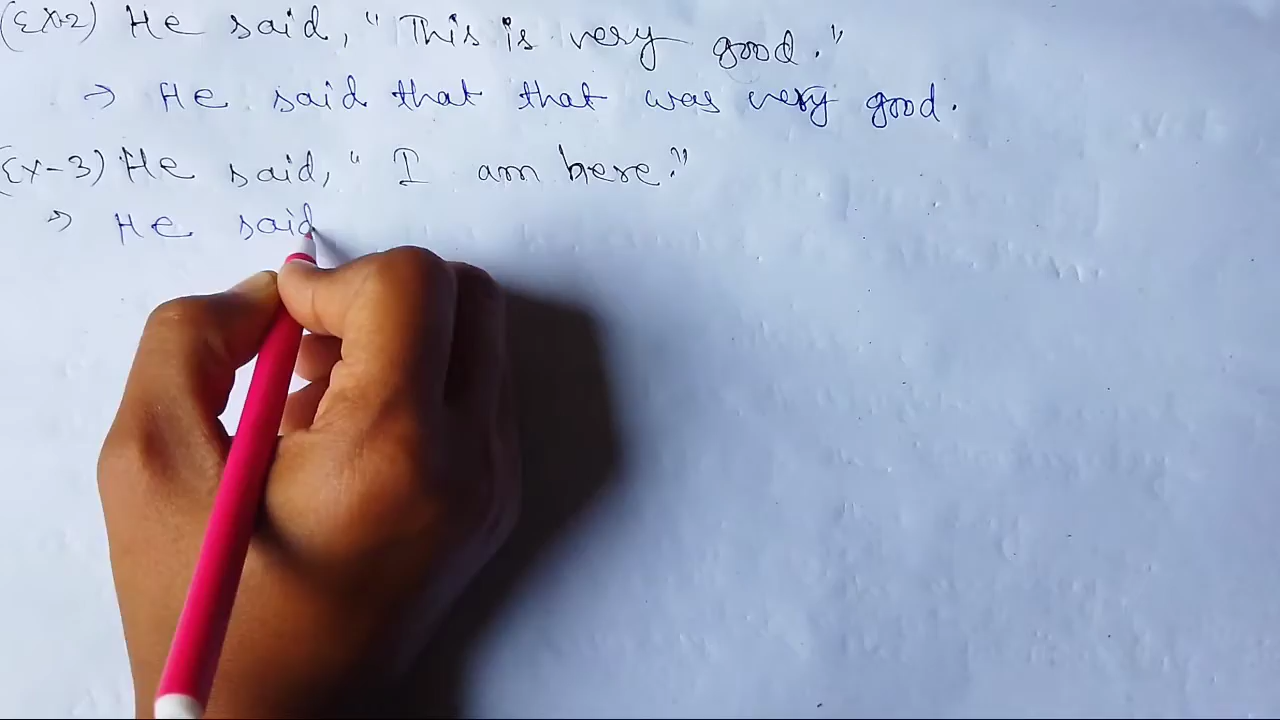 (Ex-2) He said, "This is very good."
→ He said that that was very good.
(Ex-3) He said, "I am here."
→ He said